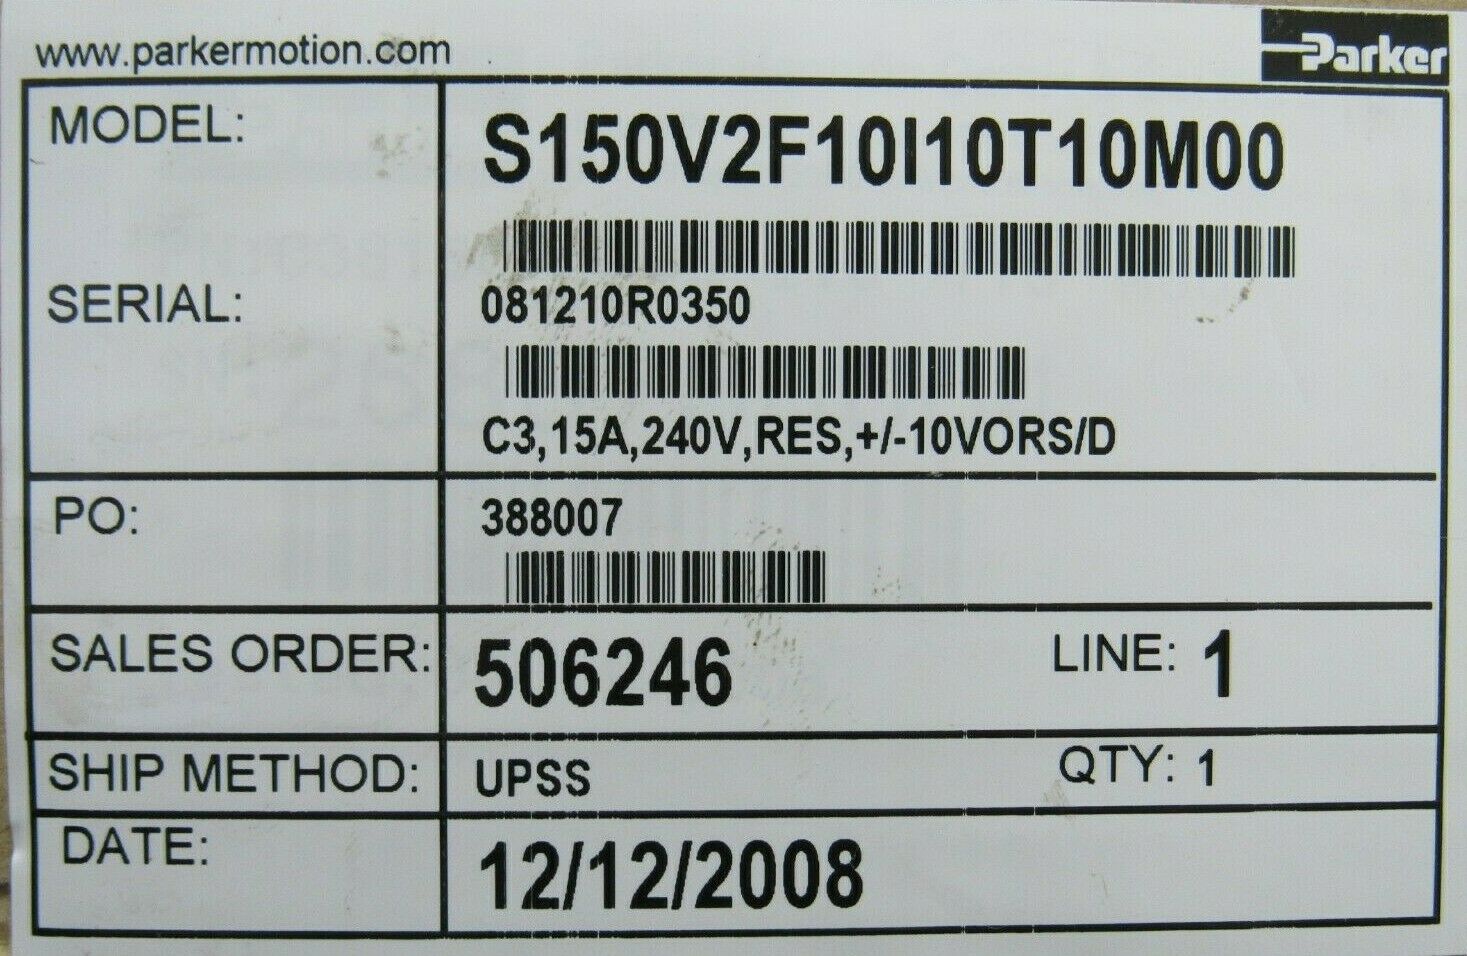 www.parkermotion.com
Parker
MODEL: S150V2F10I10T10M00
SERIAL: 081210R0350
C3,15A,240V,RES,+/-10VORS/D
PO: 388007
SALES ORDER: 506246 LINE: 1
SHIP METHOD: UPSS QTY: 1
DATE: 12/12/2008